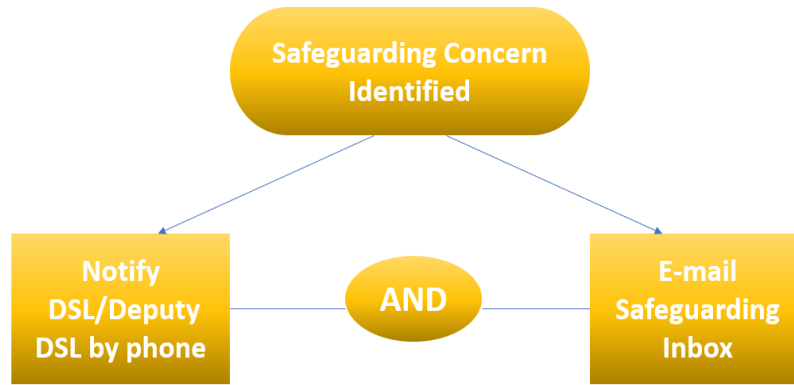 Safeguarding Concern
Identified
Notify
DSL/Deputy
DSL by phone
AND
E-mail
Safeguarding
Inbox